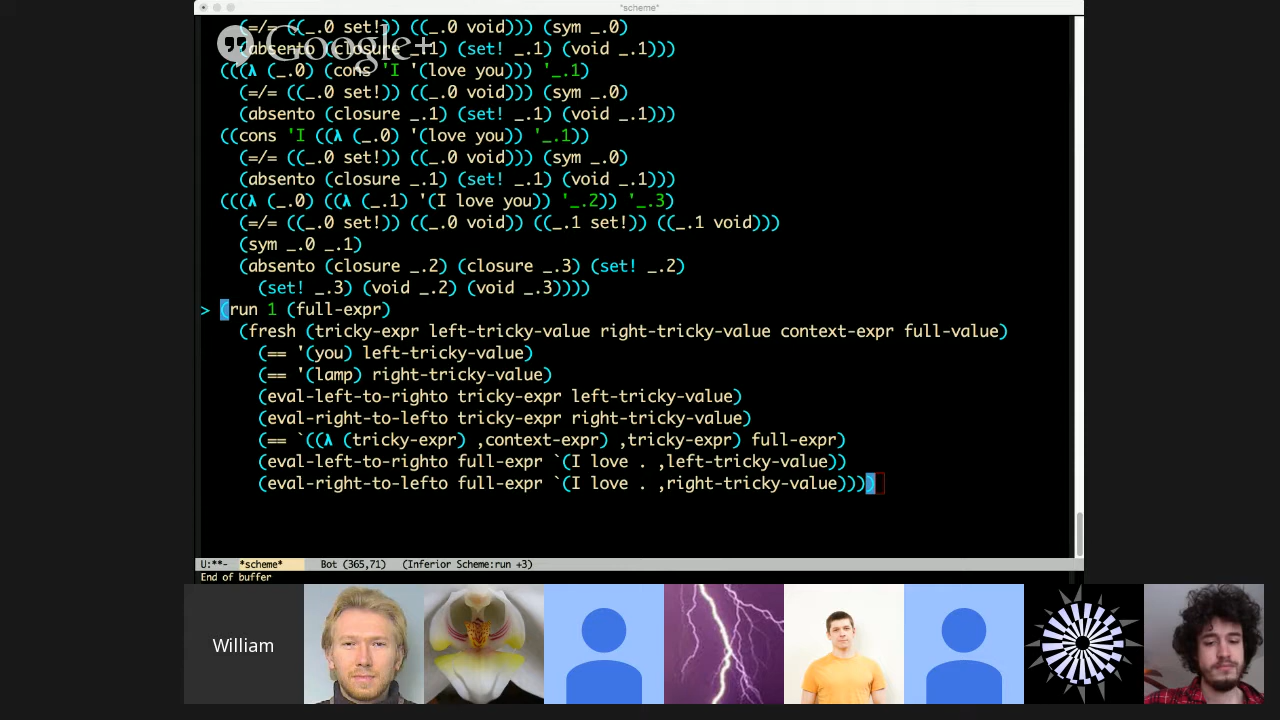 *scheme*
(=/= ((_.0 set!)) ((_.0 void))) (sym _.0)
Google+
(absento (closure _.1) (set! _.1) (void _.1)))
(((λ (_.0) (cons 'I '(love you))) '_.1)
(=/= ((_.0 set!)) ((_.0 void))) (sym _.0)
(absento (closure _.1) (set! _.1) (void _.1)))
((cons 'I ((λ (_.0) '(love you)) '_.1))
(=/= ((_.0 set!)) ((_.0 void))) (sym _.0)
(absento (closure _.1) (set! _.1) (void _.1)))
(((λ (_.0) ((λ (_.1) '(I love you)) '_.2)) '_.3)
(=/= ((_.0 set!)) ((_.0 void)) ((_.1 set!)) ((_.1 void)))
(sym _.0 _.1)
(absento (closure _.2) (closure _.3) (set! _.2)
(set! _.3) (void _.2) (void _.3))))
> (run 1 (full-expr)
(fresh (tricky-expr left-tricky-value right-tricky-value context-expr full-value)
(== '(you) left-tricky-value)
(== '(lamp) right-tricky-value)
(eval-left-to-righto tricky-expr left-tricky-value)
(eval-right-to-lefto tricky-expr right-tricky-value)
(== `((λ (tricky-expr) ,context-expr) ,tricky-expr) full-expr)
(eval-left-to-righto full-expr `(I love . ,left-tricky-value))
(eval-right-to-lefto full-expr `(I love . ,right-tricky-value))))
U:**- *scheme* Bot (365,71) (Inferior Scheme:run +3)
End of buffer
William